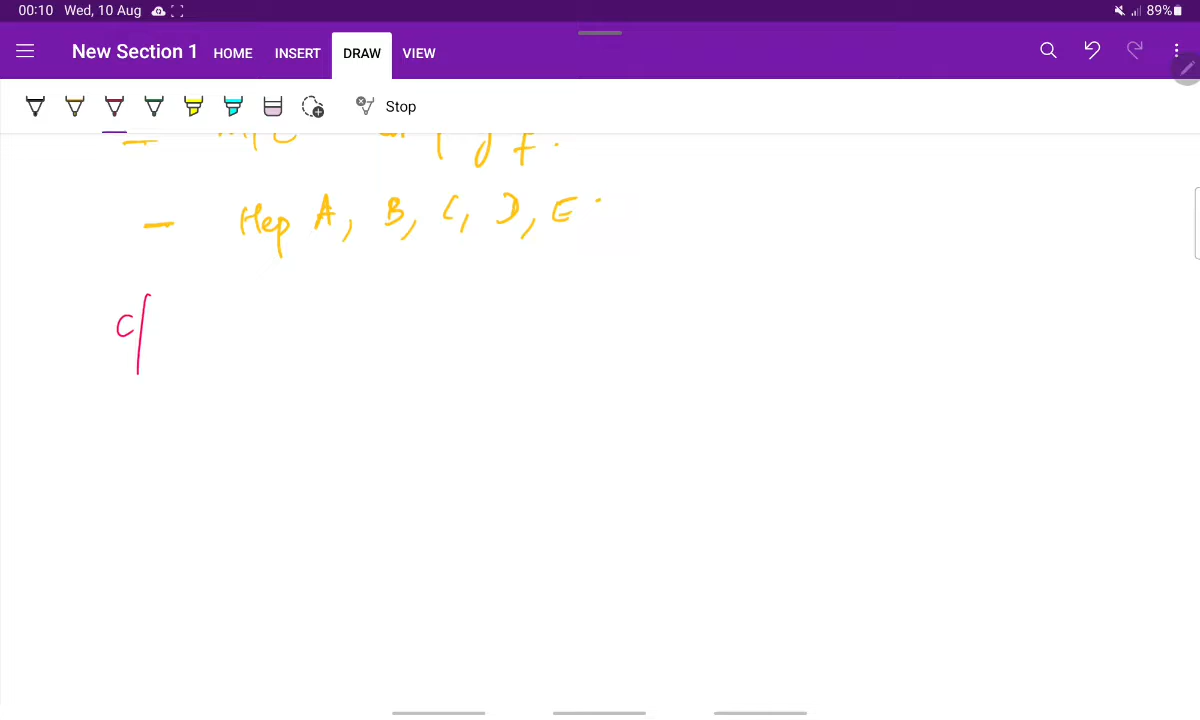 00:10 Wed, 10 Aug 89%
New Section 1 HOME INSERT DRAW VIEW
Stop
- Hep A, B, C, D, E.
c/